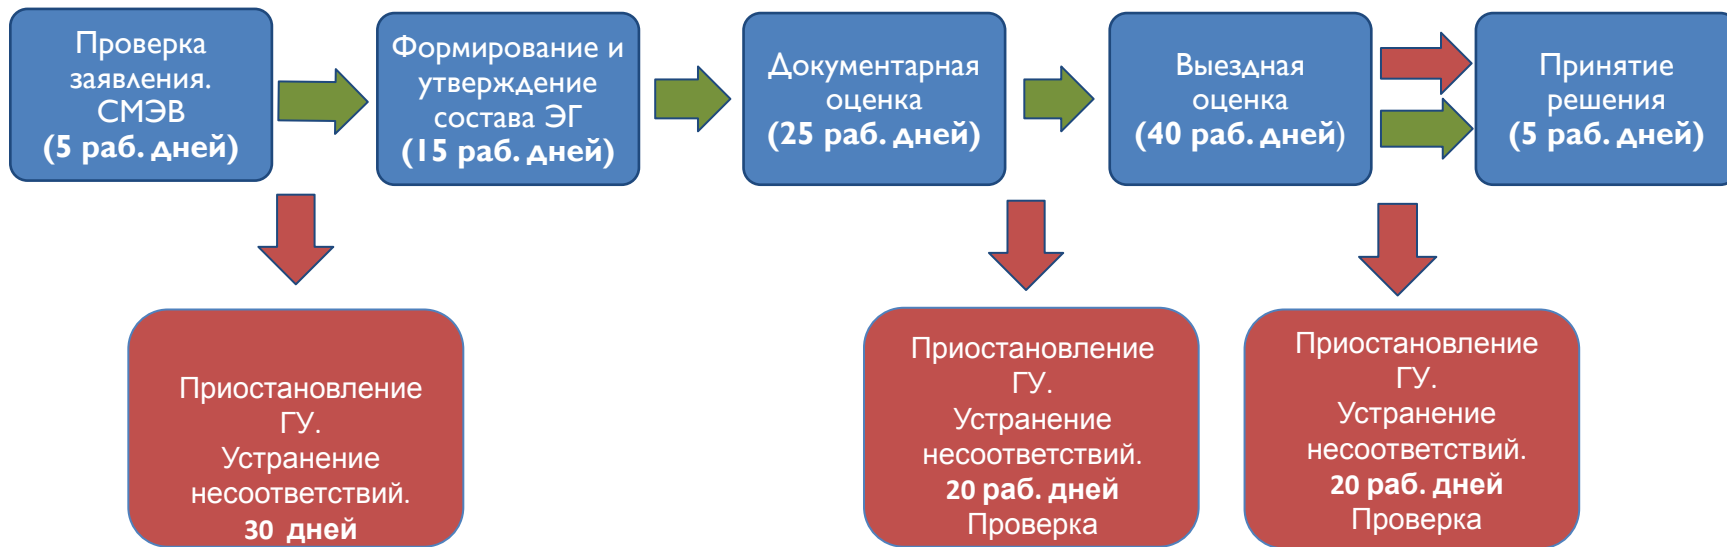 Проверка
заявления.
СМЭВ
(5 раб. дней)
Формирование и
утверждение
состава ЭГ
(15 раб. дней)
Документарная
оценка
(25 раб. дней)
Выездная
оценка
(40 раб. дней)
Принятие
решения
(5 раб. дней)
Приостановление
ГУ.
Устранение
несоответствий.
30 дней
Приостановление
ГУ.
Устранение
несоответствий.
20 раб. дней
Проверка
Приостановление
ГУ.
Устранение
несоответствий.
20 раб. дней
Проверка